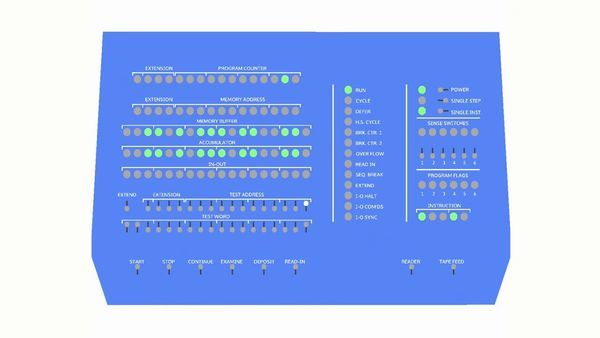 EXTENSION PROGRAM COUNTER
EXTENSION MEMORY ADDRESS
MEMORY BUFFER
ACCUMULATOR
IN-OUT
EXTEND EXTENSION TEST ADDRESS
TEST WORD
START STOP CONTINUE EXAMINE DEPOSIT READ-IN
RUN
CYCLE
DEFER
H.S. CYCLE
BRK. CTR. 1
BRK. CTR. 2
OVER FLOW
READ IN
SEQ. BREAK
EXTEND
I-O HALT
I-O COM'DS
I-O SYNC
POWER
SINGLE STEP
SINGLE INST.
SENSE SWITCHES
1 2 3 4 5 6
PROGRAM FLAGS
1 2 3 4 5 6
INSTRUCTION
READER TAPE FEED